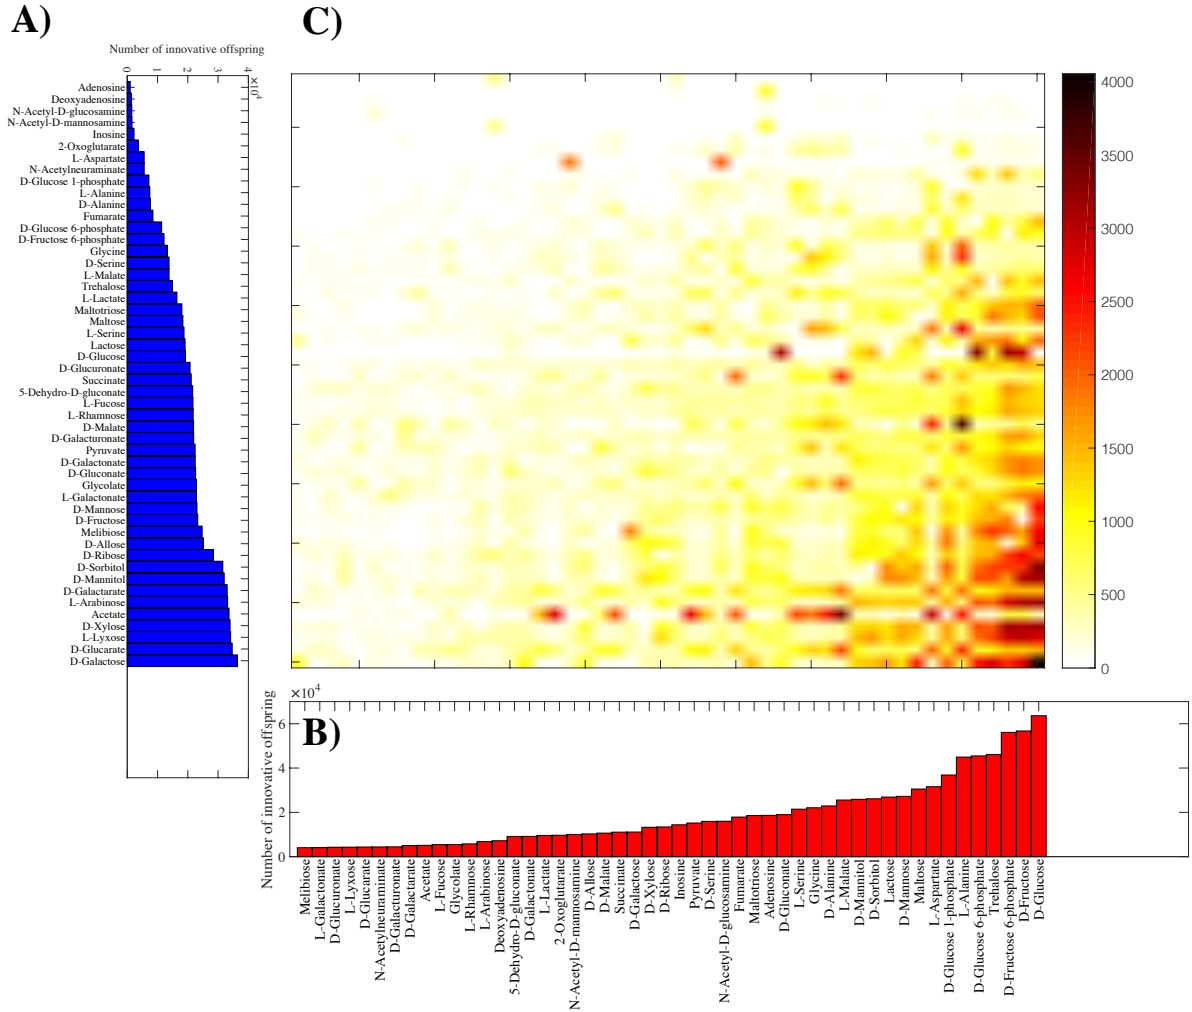 A)
Number of innovative offspring
0 1 2 3 4
×10⁴
Adenosine
Deoxyadenosine
N-Acetyl-D-glucosamine
N-Acetyl-D-mannosamine
Inosine
2-Oxoglutarate
L-Aspartate
N-Acetylneuraminate
D-Glucose 1-phosphate
L-Alanine
D-Alanine
Fumarate
D-Glucose 6-phosphate
D-Fructose 6-phosphate
Glycine
D-Serine
L-Malate
Trehalose
L-Lactate
Maltotriose
Maltose
L-Serine
Lactose
D-Glucose
D-Glucuronate
Succinate
5-Dehydro-D-gluconate
L-Fucose
L-Rhamnose
D-Malate
D-Galacturonate
Pyruvate
D-Galactonate
D-Gluconate
Glycolate
L-Galactonate
D-Mannose
D-Fructose
Melibiose
D-Allose
D-Ribose
D-Sorbitol
D-Mannitol
D-Galactarate
L-Arabinose
Acetate
D-Xylose
L-Lyxose
D-Glucarate
D-Galactose
C)
4000
3500
3000
2500
2000
1500
1000
500
0
B)
×10⁴
Number of innovative offspring
6
4
2
0
Melibiose
L-Galactonate
D-Glucuronate
L-Lyxose
D-Glucarate
N-Acetylneuraminate
D-Galacturonate
D-Galactarate
Acetate
L-Fucose
Glycolate
L-Rhamnose
L-Arabinose
Deoxyadenosine
5-Dehydro-D-gluconate
D-Galactonate
L-Lactate
2-Oxoglutarate
N-Acetyl-D-mannosamine
D-Allose
D-Malate
Succinate
D-Galactose
D-Xylose
D-Ribose
Inosine
Pyruvate
D-Serine
N-Acetyl-D-glucosamine
Fumarate
Maltotriose
Adenosine
D-Gluconate
L-Serine
Glycine
D-Alanine
L-Malate
D-Mannitol
D-Sorbitol
Lactose
D-Mannose
Maltose
L-Aspartate
D-Glucose 1-phosphate
L-Alanine
D-Glucose 6-phosphate
Trehalose
D-Fructose 6-phosphate
D-Fructose
D-Glucose